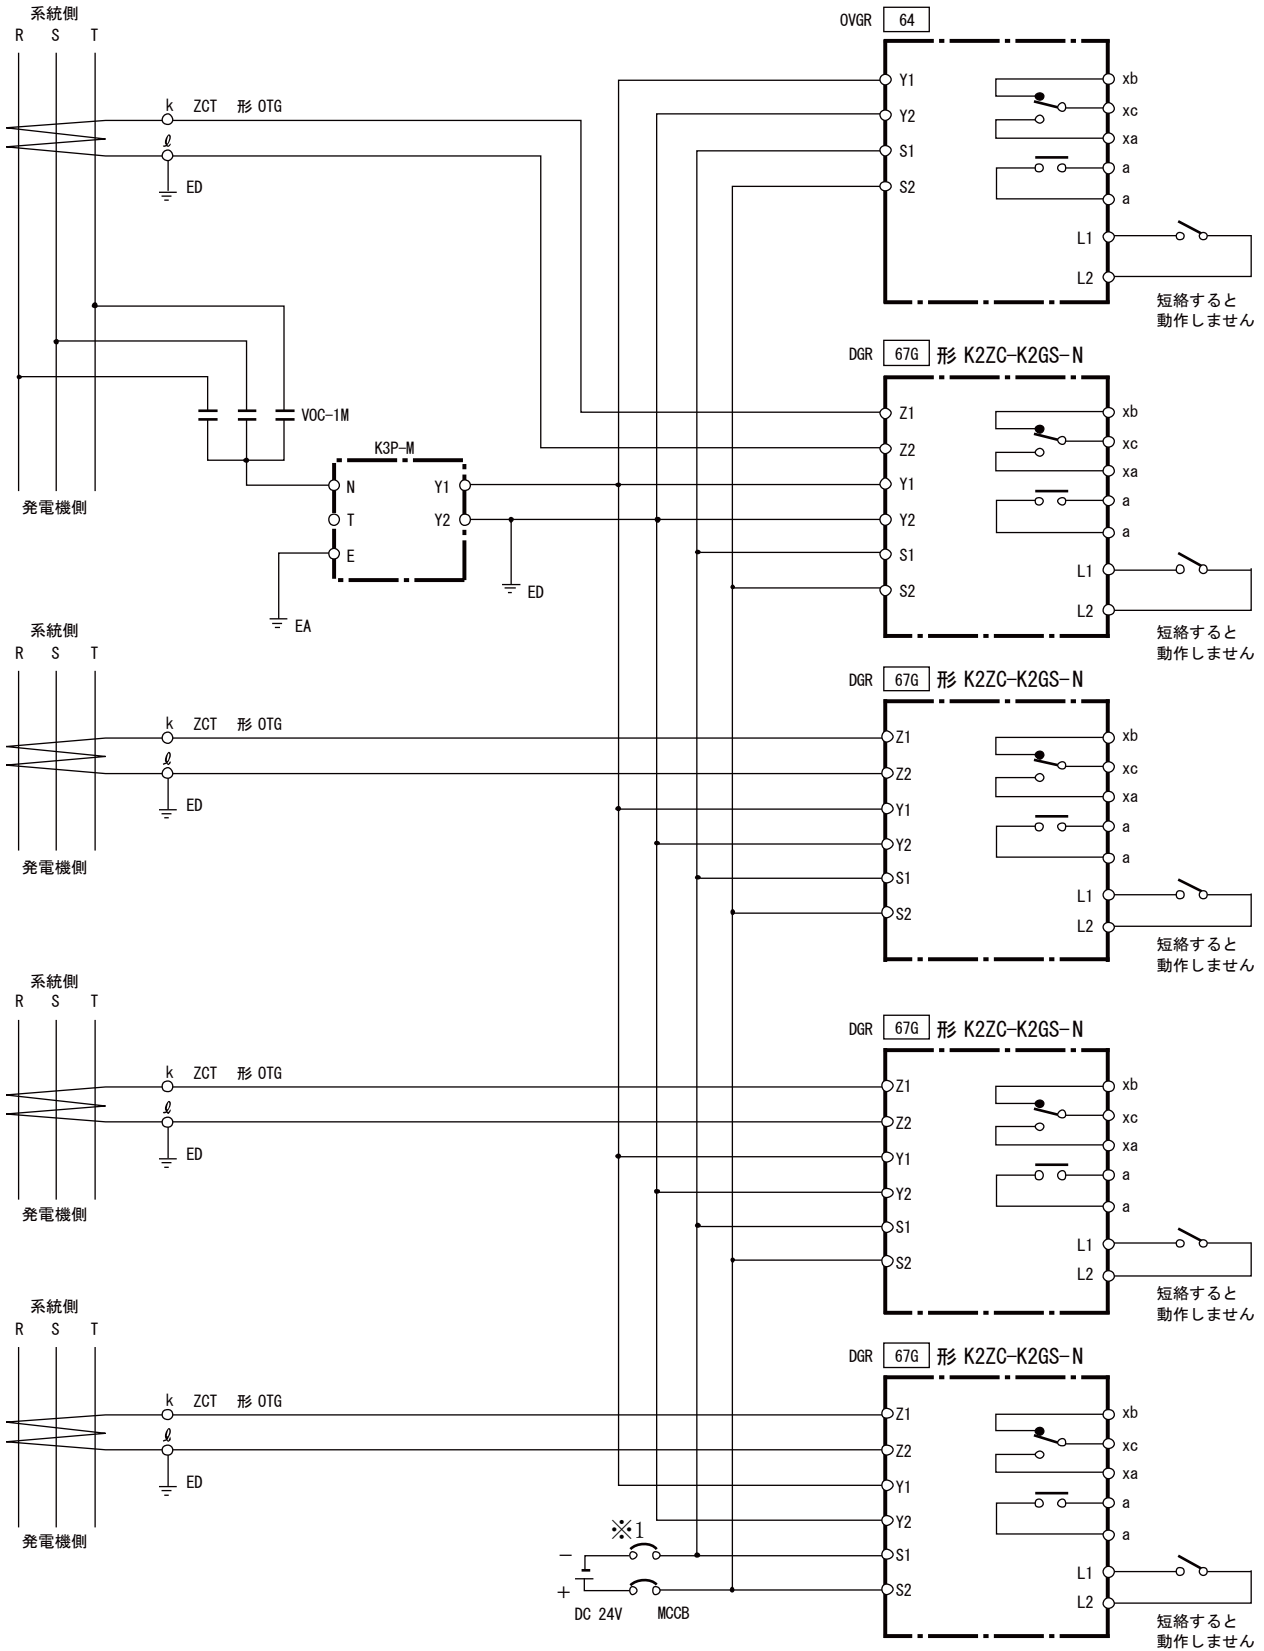 系統側
R S T
k ZCT 形 OTG
ℓ
ED
OVGR 64
Y1
Y2
S1
S2
xb
xc
xa
a
a
L1
L2
短絡すると
動作しません
VOC-1M
K3P-M
N
T
E
Y1
Y2
ED
EA
発電機側
DGR 67G 形 K2ZC-K2GS-N
Z1
Z2
Y1
Y2
S1
S2
xb
xc
xa
a
a
L1
L2
短絡すると
動作しません
系統側
R S T
k ZCT 形 OTG
ℓ
ED
発電機側
DGR 67G 形 K2ZC-K2GS-N
Z1
Z2
Y1
Y2
S1
S2
xb
xc
xa
a
a
L1
L2
短絡すると
動作しません
系統側
R S T
k ZCT 形 OTG
ℓ
ED
発電機側
DGR 67G 形 K2ZC-K2GS-N
Z1
Z2
Y1
Y2
S1
S2
xb
xc
xa
a
a
L1
L2
短絡すると
動作しません
系統側
R S T
k ZCT 形 OTG
ℓ
ED
発電機側
DGR 67G 形 K2ZC-K2GS-N
Z1
Z2
Y1
Y2
S1
S2
xb
xc
xa
a
a
L1
L2
短絡すると
動作しません
※1
−
+
DC 24V MCCB